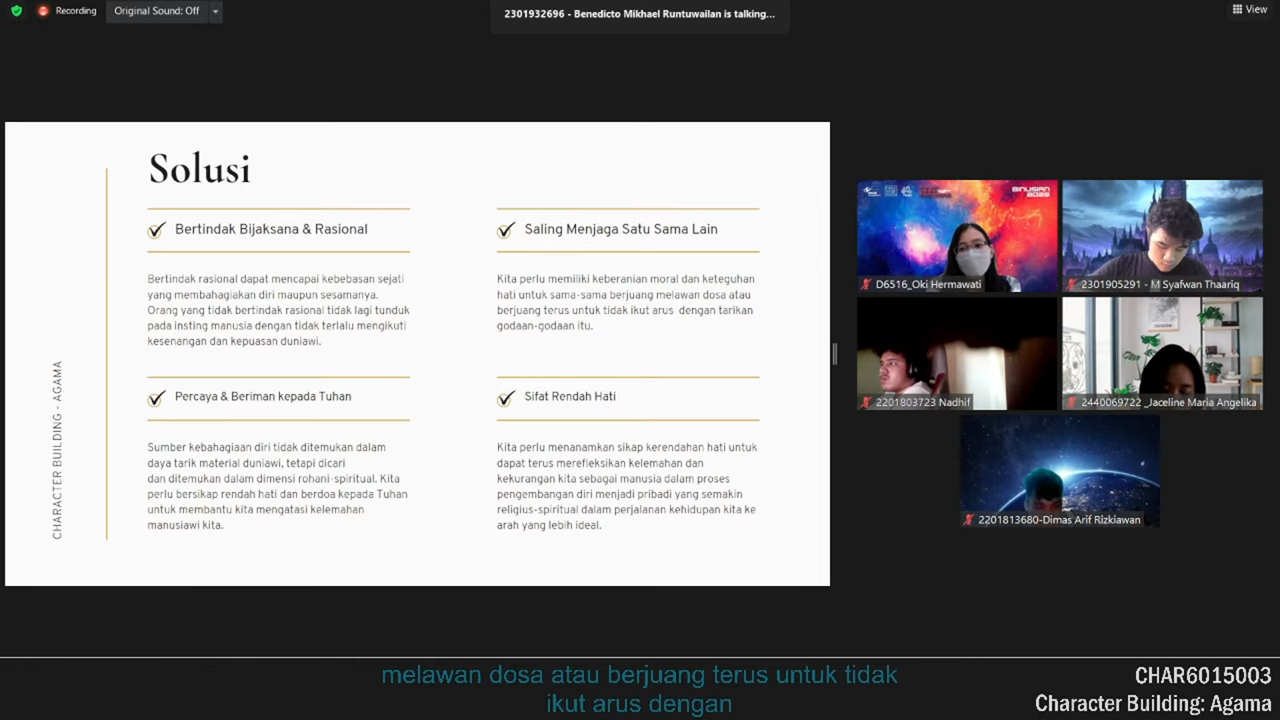 Recording
Original Sound: Off
2301932696 - Benedicto Mikhael Runtuwailan is talking...
View
Solusi
Bertindak Bijaksana & Rasional
Bertindak rasional dapat mencapai kebebasan sejati
yang membahagiakan diri maupun sesamanya.
Orang yang tidak bertindak rasional tidak lagi tunduk
pada insting manusia dengan tidak terlalu mengikuti
kesenangan dan kepuasan duniawi.
Saling Menjaga Satu Sama Lain
Kita perlu memiliki keberanian moral dan keteguhan
hati untuk sama-sama berjuang melawan dosa atau
berjuang terus untuk tidak ikut arus dengan tarikan
godaan-godaan itu.
Percaya & Beriman kepada Tuhan
Sumber kebahagiaan diri tidak ditemukan dalam
daya tarik material duniawi, tetapi dicari
dan ditemukan dalam dimensi rohani-spiritual. Kita
perlu bersikap rendah hati dan berdoa kepada Tuhan
untuk membantu kita mengatasi kelemahan
manusiawi kita.
Sifat Rendah Hati
Kita perlu menanamkan sikap kerendahan hati untuk
dapat terus merefleksikan kelemahan dan
kekurangan kita sebagai manusia dalam proses
pengembangan diri menjadi pribadi yang semakin
religius-spiritual dalam perjalanan kehidupan kita ke
arah yang lebih ideal.
CHARACTER BUILDING - AGAMA
BINUSIAN
D6516_Oki Hermawati
2301905291 - M Syafwan Thaariq
2201803723 Nadhif
2440069722 _Jaceline Maria Angelika
2201813680-Dimas Arif Rizkiawan
melawan dosa atau berjuang terus untuk tidak
ikut arus dengan
CHAR6015003
Character Building: Agama